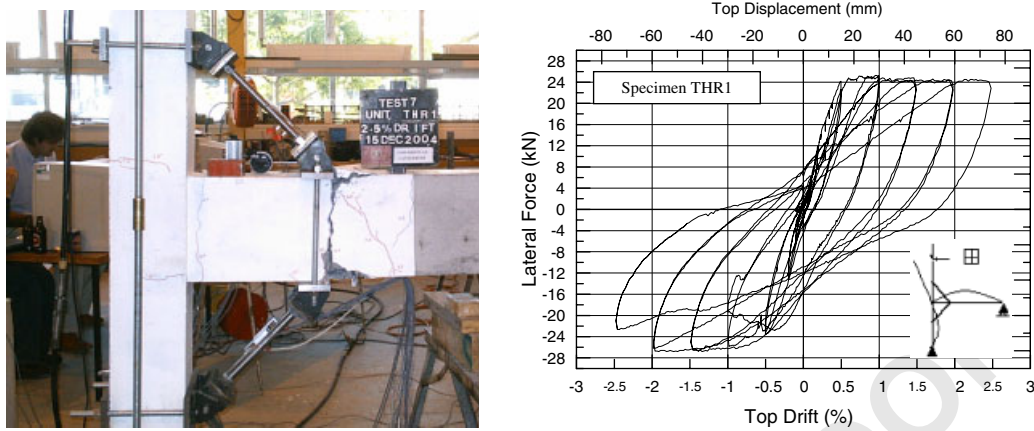 TEST 7
UNIT THR1
2.5% DRIFT
15 DEC 2004
Top Displacement (mm)
-80 -60 -40 -20 0 20 40 60 80
28
24
20
16
12
8
4
0
-4
-8
-12
-16
-20
-24
-28
Lateral Force (kN)
Specimen THR1
-3 -2.5 -2 -1.5 -1 -0.5 0 0.5 1 1.5 2 2.5 3
Top Drift (%)